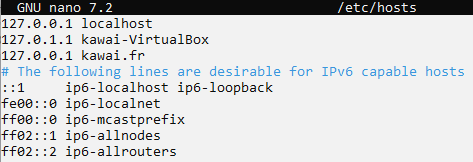 GNU nano 7.2 /etc/hosts
127.0.0.1 localhost
127.0.1.1 kawai-VirtualBox
127.0.0.1 kawai.fr
# The following lines are desirable for IPv6 capable hosts
::1 ip6-localhost ip6-loopback
fe00::0 ip6-localnet
ff00::0 ip6-mcastprefix
ff02::1 ip6-allnodes
ff02::2 ip6-allrouters